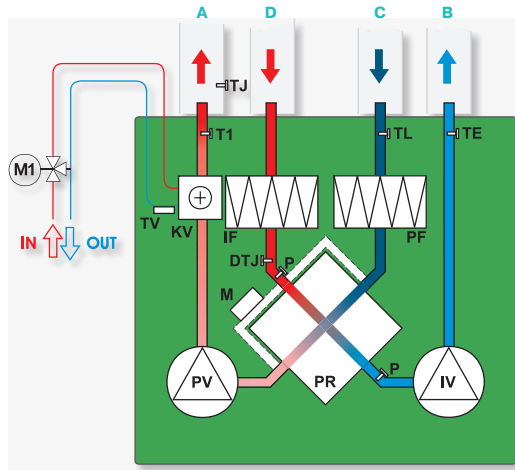 A D C B
TJ
T1 TL TE
M1
TV KV IF PF
IN OUT
DTJ P
M
PV PR P IV